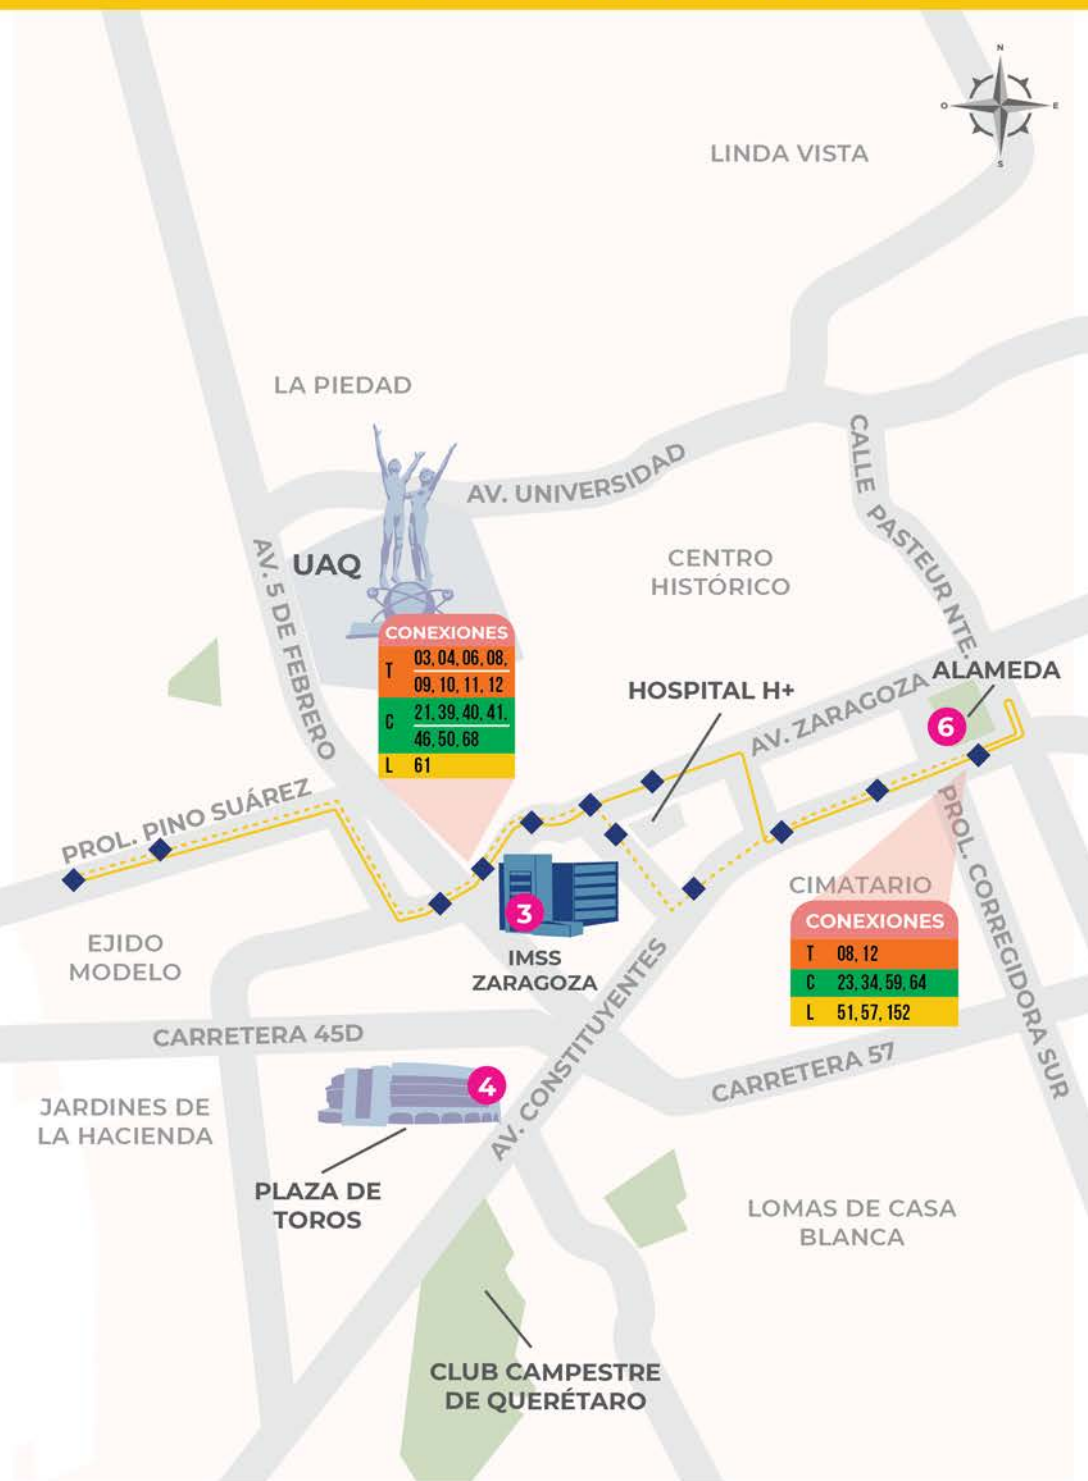 N
O
E
S
LINDA VISTA
LA PIEDAD
AV. UNIVERSIDAD
CALLE PASTEUR NTE.
UAQ
CENTRO
HISTÓRICO
AV. 5 DE FEBRERO
CONEXIONES
T 03, 04, 06, 08,
09, 10, 11, 12
C 21, 39, 40, 41,
46, 50, 68
L 61
HOSPITAL H+
AV. ZARAGOZA
ALAMEDA
6
PROL. PINO SUÁREZ
PROL. CORREGIDORA SUR
CIMATARIO
CONEXIONES
T 08, 12
C 23, 34, 59, 64
L 51, 57, 152
3
IMSS
ZARAGOZA
EJIDO
MODELO
CARRETERA 45D
AV. CONSTITUYENTES
CARRETERA 57
4
JARDINES DE
LA HACIENDA
PLAZA DE
TOROS
LOMAS DE CASA
BLANCA
CLUB CAMPESTRE
DE QUERÉTARO